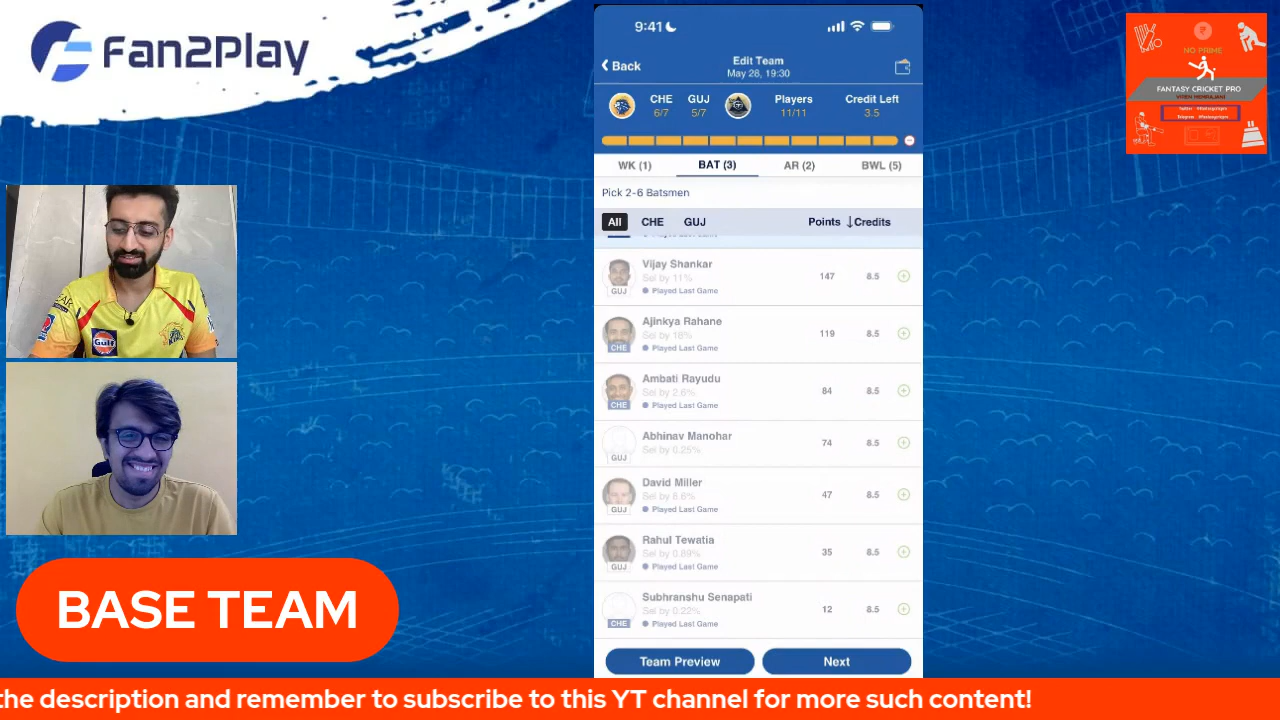 Fan2Play
9:41
Back
Edit Team
May 28, 19:30
CHE
6/7
GUJ
5/7
Players
11/11
Credit Left
3.5
WK (1)
BAT (3)
AR (2)
BWL (5)
Pick 2-6 Batsmen
All
CHE
GUJ
Points
↓Credits
Vijay Shankar
Sel by 11%
GUJ
Played Last Game
147
8.5
Ajinkya Rahane
Sel by 18%
CHE
Played Last Game
119
8.5
Ambati Rayudu
Sel by 2.6%
CHE
Played Last Game
84
8.5
Abhinav Manohar
Sel by 0.25%
GUJ
74
8.5
David Miller
Sel by 8.6%
GUJ
Played Last Game
47
8.5
Rahul Tewatia
Sel by 0.89%
GUJ
Played Last Game
35
8.5
Subhranshu Senapati
Sel by 0.22%
CHE
Played Last Game
12
8.5
Team Preview
Next
NO PRIME
FANTASY CRICKET PRO
Gulf
BASE TEAM
the description and remember to subscribe to this YT channel for more such content!